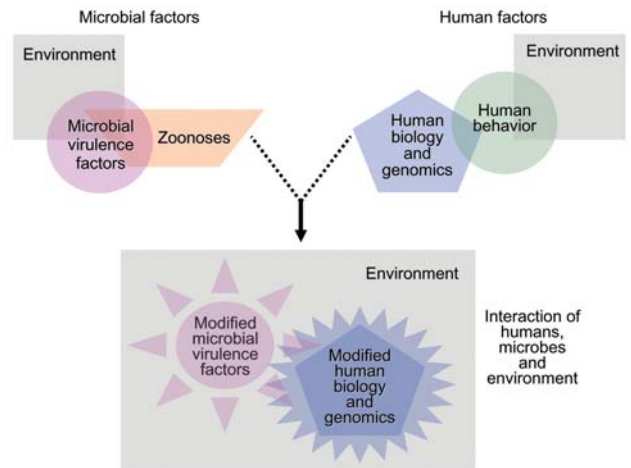 Microbial factors
Human factors
Environment
Environment
Microbial
virulence
factors
Zoonoses
Human
biology
and
genomics
Human
behavior
Environment
Modified
microbial
virulence
factors
Modified
human
biology
and
genomics
Interaction of
humans,
microbes
and
environment